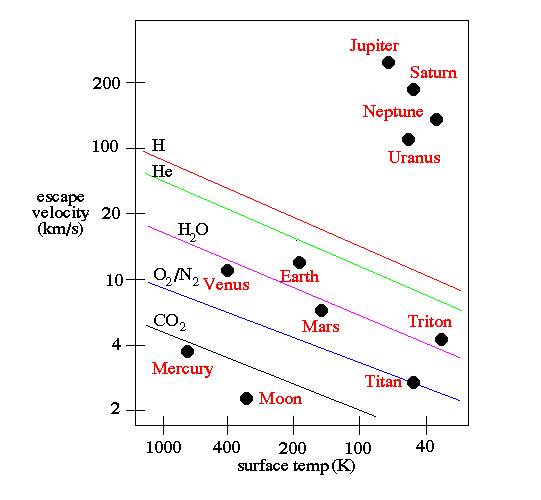 Jupiter
Saturn
200
Neptune
100
H
Uranus
He
escape
velocity
(km/s)
20
H2O
10
O2/N2
Venus
Earth
CO2
Mars
Triton
4
Mercury
Titan
Moon
2
1000
400
200
100
40
surface temp (K)